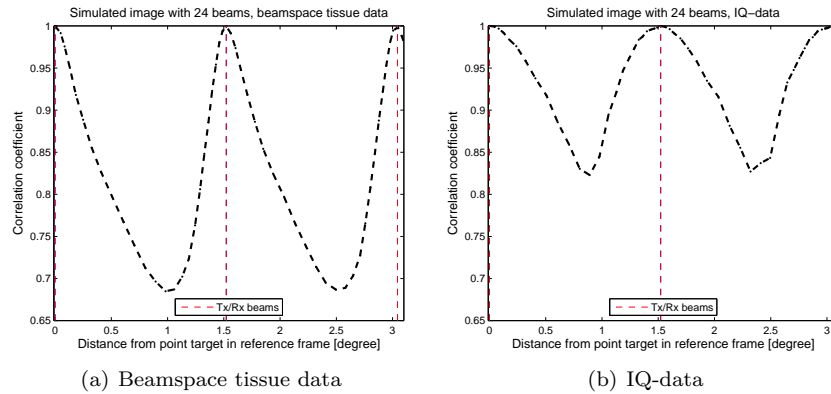 Simulated image with 24 beams, beamspace tissue data
1
0.95
0.9
0.85
0.8
0.75
0.7
0.65
Correlation coefficient
0 0.5 1 1.5 2 2.5 3
Distance from point target in reference frame [degree]
Tx/Rx beams
(a) Beamspace tissue data
Simulated image with 24 beams, IQ−data
1
0.95
0.9
0.85
0.8
0.75
0.7
0.65
Correlation coefficient
0 0.5 1 1.5 2 2.5 3
Distance from point target in reference frame [degree]
Tx/Rx beams
(b) IQ-data